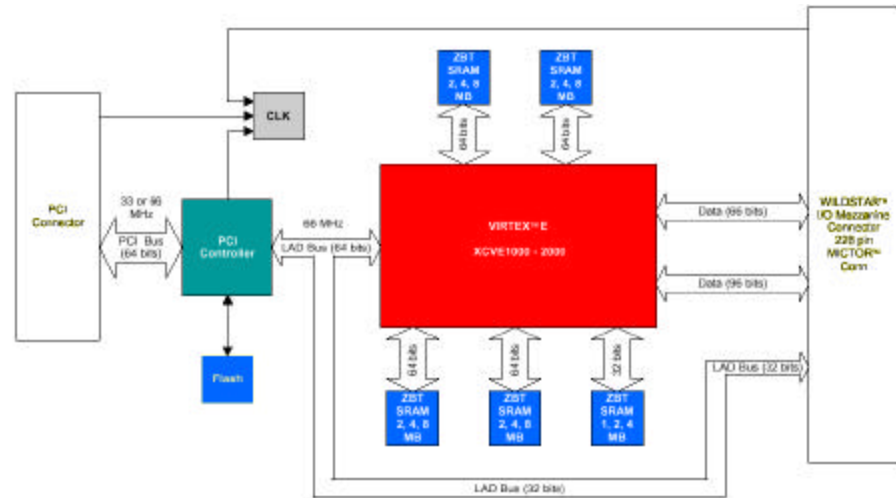 ZBT
SRAM
2, 4, 8
MB
ZBT
SRAM
2, 4, 8
MB
64 bits
64 bits
CLK
PCI
Connector
33 or 66
MHz
PCI Bus
(64 bits)
PCI
Controller
66 MHz
LAD Bus (64 bits)
VIRTEX™E
XCVE1000 - 2000
Data (66 bits)
Data (96 bits)
WILDSTAR™
I/O Mezzanine
Connector
228 pin
MICTOR™
Conn
Flash
64 bits
64 bits
32 bits
ZBT
SRAM
2, 4, 8
MB
ZBT
SRAM
2, 4, 8
MB
ZBT
SRAM
1, 2, 4
MB
LAD Bus (32 bits)
LAD Bus (32 bits)